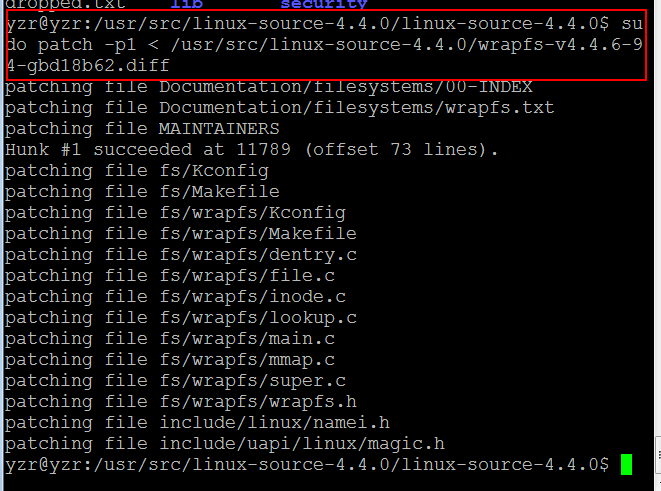 dropped.txt lib security
yzr@yzr:/usr/src/linux-source-4.4.0/linux-source-4.4.0$ su
do patch -p1 < /usr/src/linux-source-4.4.0/wrapfs-v4.4.6-9
4-gbd18b62.diff
patching file Documentation/filesystems/00-INDEX
patching file Documentation/filesystems/wrapfs.txt
patching file MAINTAINERS
Hunk #1 succeeded at 11789 (offset 73 lines).
patching file fs/Kconfig
patching file fs/Makefile
patching file fs/wrapfs/Kconfig
patching file fs/wrapfs/Makefile
patching file fs/wrapfs/dentry.c
patching file fs/wrapfs/file.c
patching file fs/wrapfs/inode.c
patching file fs/wrapfs/lookup.c
patching file fs/wrapfs/main.c
patching file fs/wrapfs/mmap.c
patching file fs/wrapfs/super.c
patching file fs/wrapfs/wrapfs.h
patching file include/linux/namei.h
patching file include/uapi/linux/magic.h
yzr@yzr:/usr/src/linux-source-4.4.0/linux-source-4.4.0$